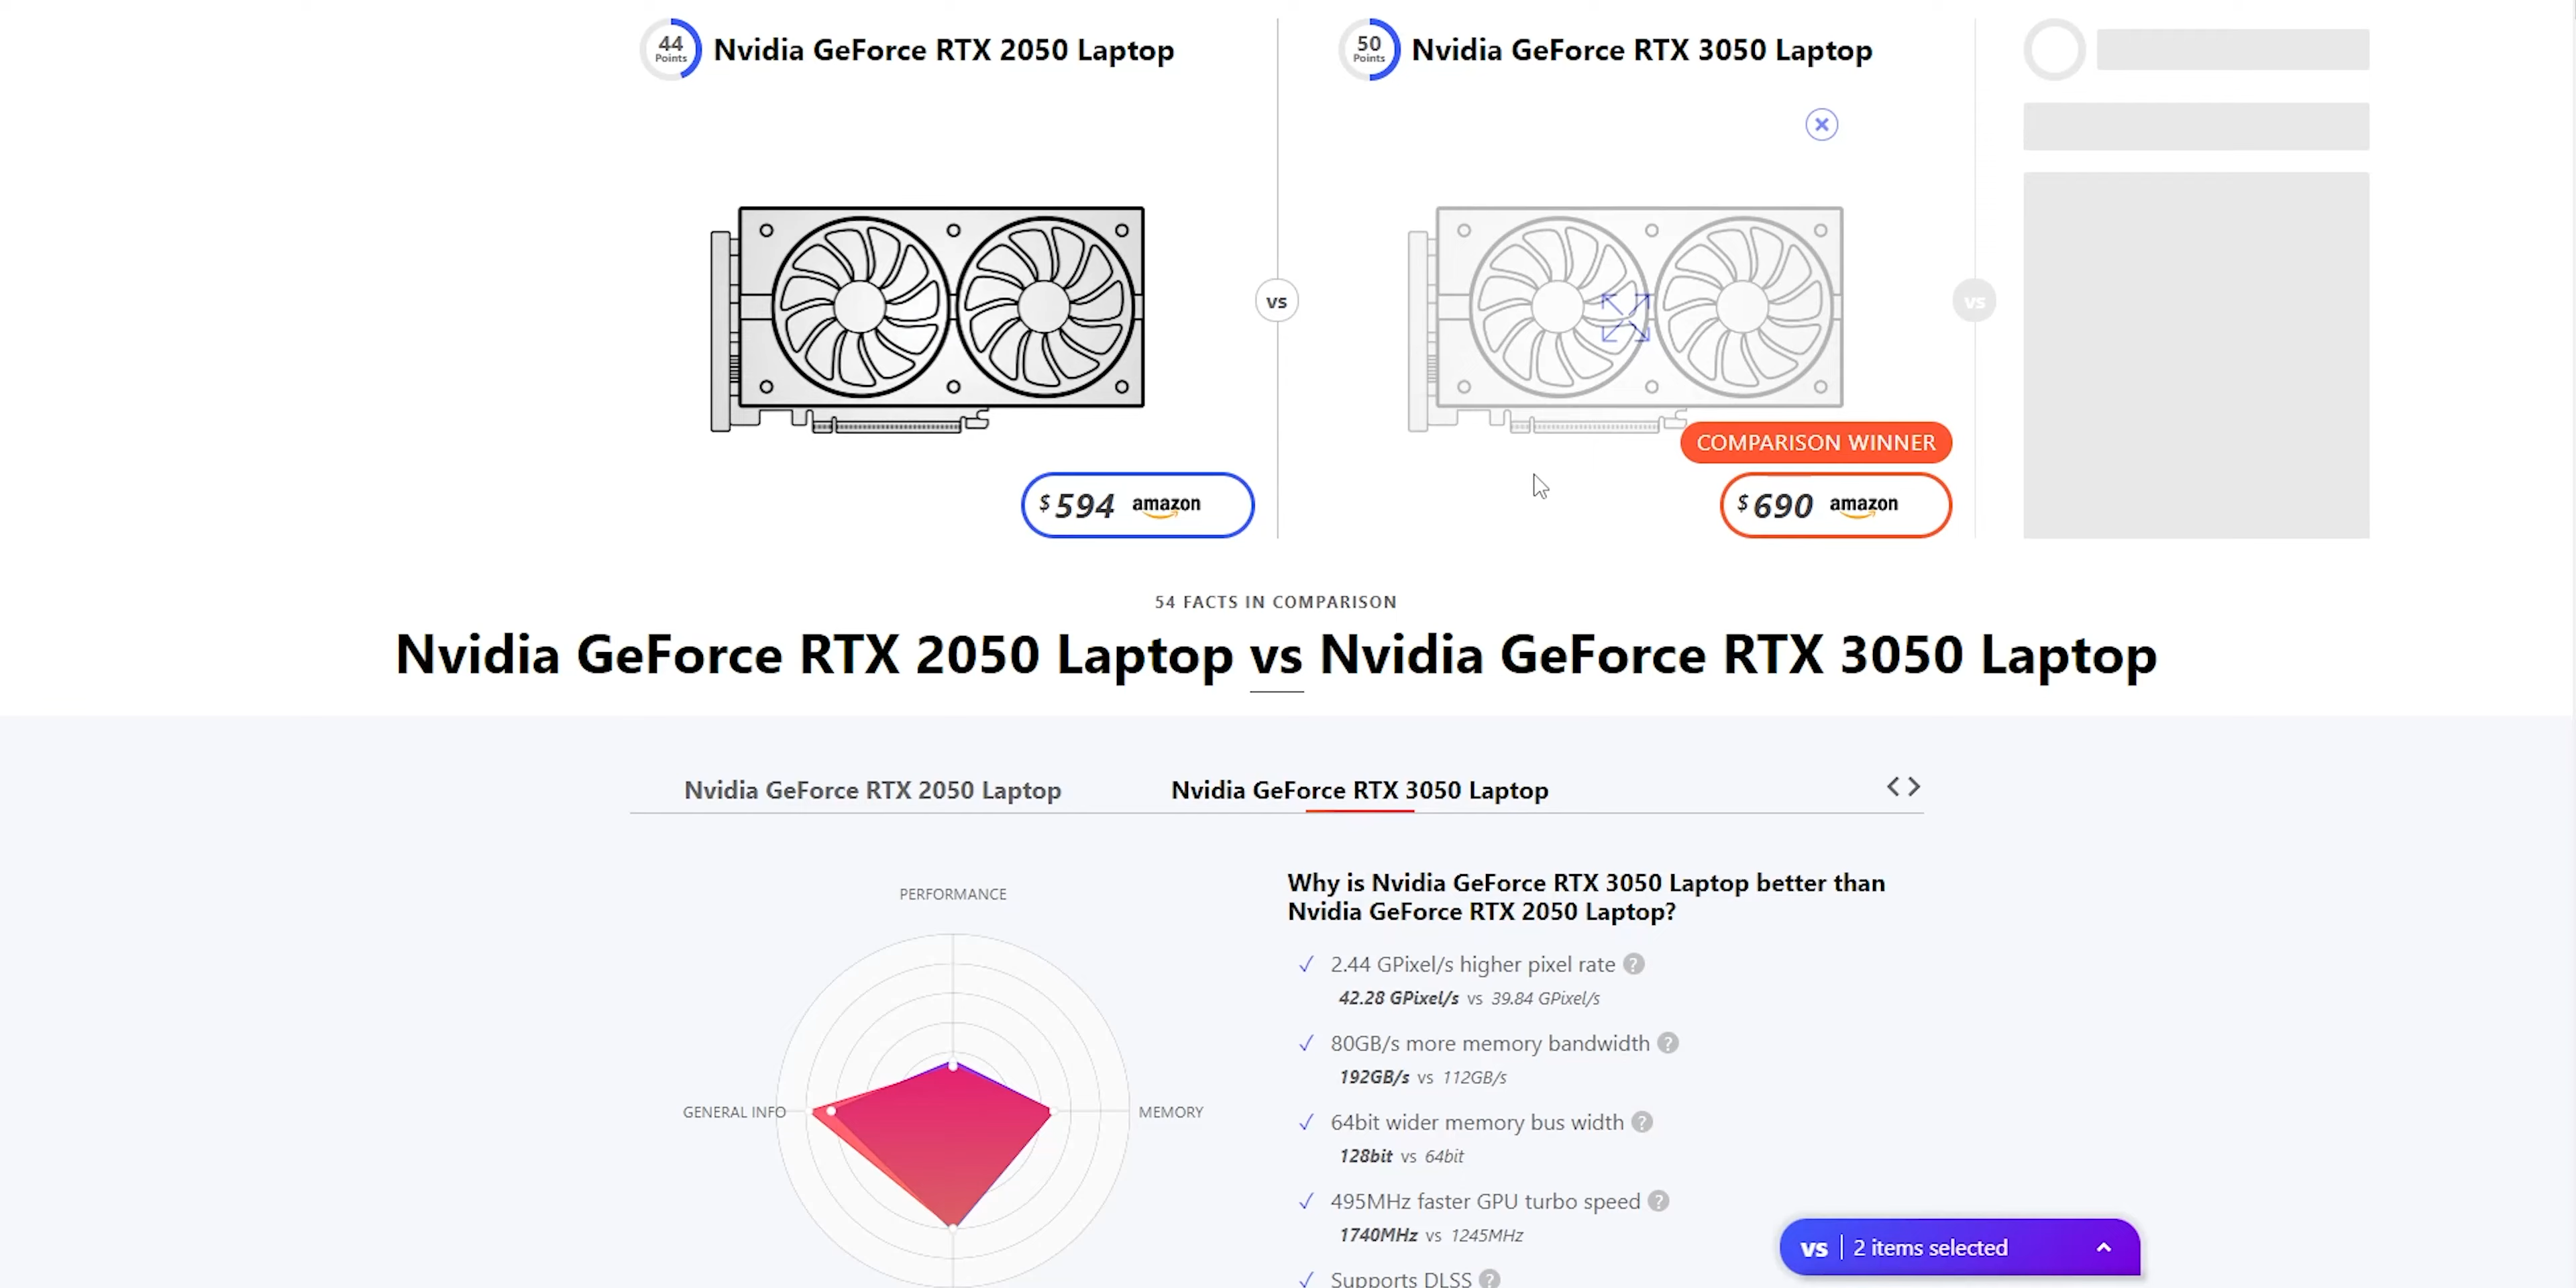 44 Points
Nvidia GeForce RTX 2050 Laptop
50 Points
Nvidia GeForce RTX 3050 Laptop
vs
vs
COMPARISON WINNER
$594 amazon
$690 amazon
54 FACTS IN COMPARISON
Nvidia GeForce RTX 2050 Laptop vs Nvidia GeForce RTX 3050 Laptop
Nvidia GeForce RTX 2050 Laptop
Nvidia GeForce RTX 3050 Laptop
PERFORMANCE
GENERAL INFO
MEMORY
Why is Nvidia GeForce RTX 3050 Laptop better than
Nvidia GeForce RTX 2050 Laptop?
2.44 GPixel/s higher pixel rate ?
42.28 GPixel/s vs 39.84 GPixel/s
80GB/s more memory bandwidth ?
192GB/s vs 112GB/s
64bit wider memory bus width ?
128bit vs 64bit
495MHz faster GPU turbo speed ?
1740MHz vs 1245MHz
Supports DLSS ?
vs 2 items selected